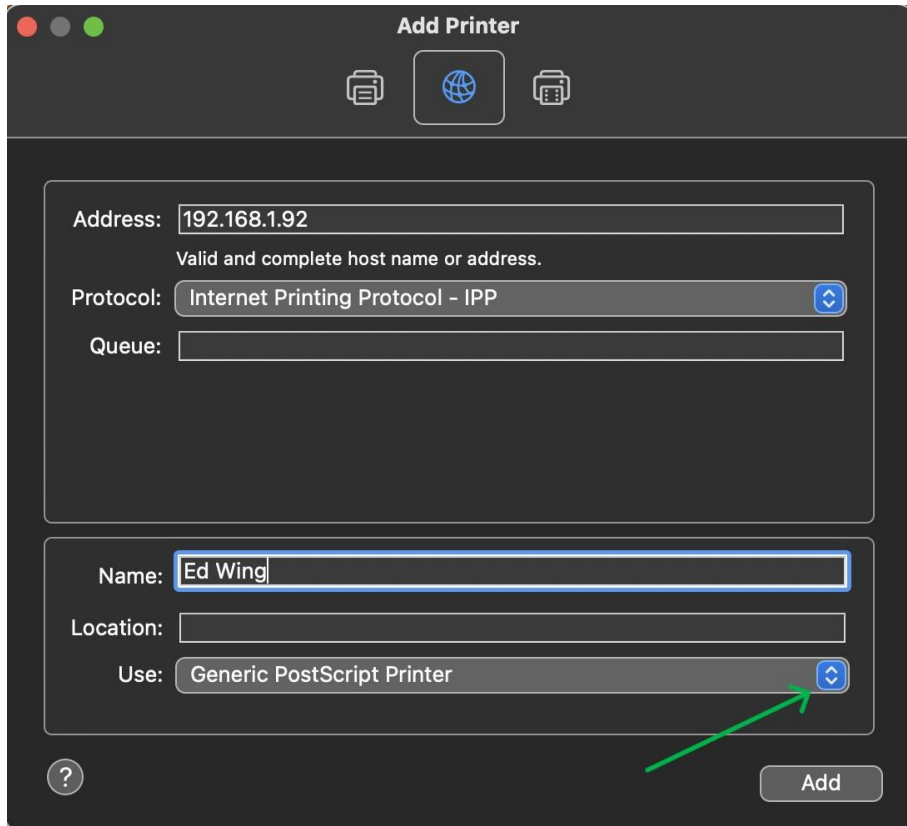 Add Printer
Address: 192.168.1.92
Valid and complete host name or address.
Protocol: Internet Printing Protocol - IPP
Queue:
Name: Ed Wing
Location:
Use: Generic PostScript Printer
? Add